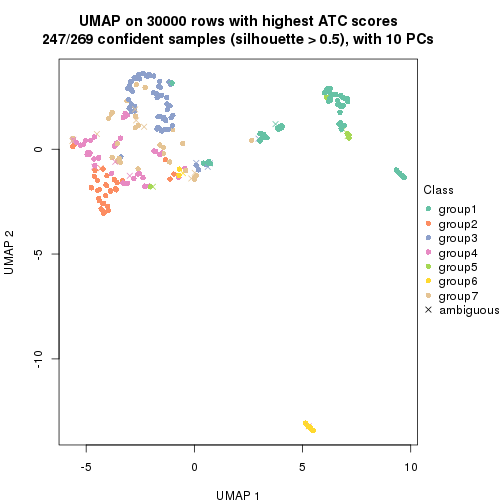 UMAP on 30000 rows with highest ATC scores
247/269 confident samples (silhouette > 0.5), with 10 PCs
UMAP 2
0
-5
-10
-5
0
5
10
UMAP 1
Class
group1
group2
group3
group4
group5
group6
group7
ambiguous